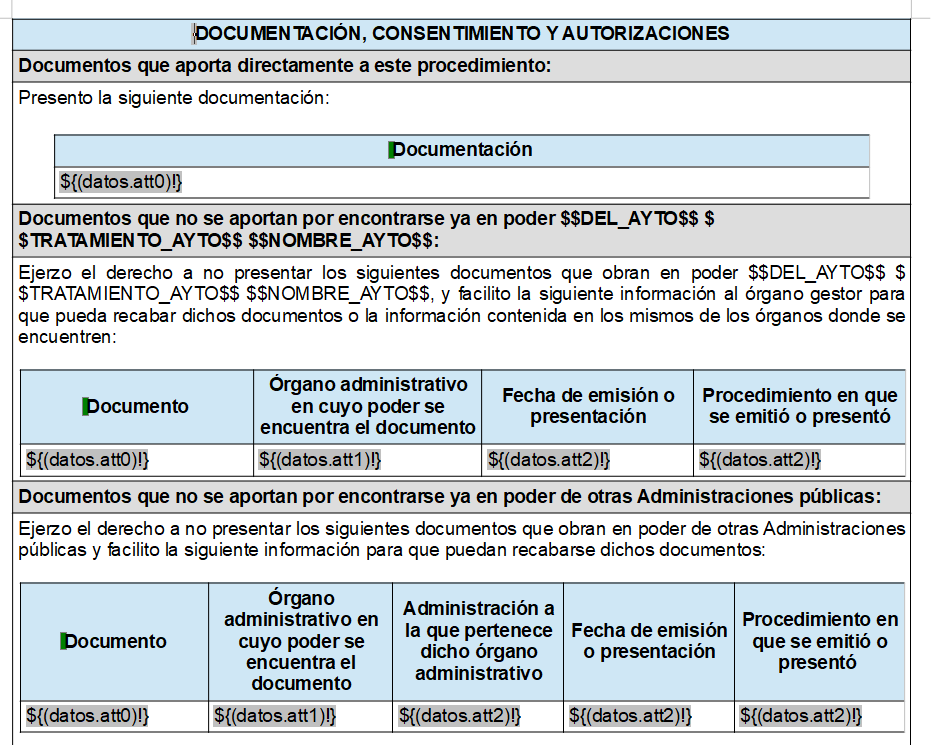 DOCUMENTACIÓN, CONSENTIMIENTO Y AUTORIZACIONES
Documentos que aporta directamente a este procedimiento:
Presento la siguiente documentación:
Documentación
${(datos.att0)!}
Documentos que no se aportan por encontrarse ya en poder $$DEL_AYTO$$ $
$TRATAMIENTO_AYTO$$ $$NOMBRE_AYTO$$:
Ejerzo el derecho a no presentar los siguientes documentos que obran en poder $$DEL_AYTO$$ $
$TRATAMIENTO_AYTO$$ $$NOMBRE_AYTO$$, y facilito la siguiente información al órgano gestor para
que pueda recabar dichos documentos o la información contenida en los mismos de los órganos donde se
encuentren:
Documento
Órgano administrativo
en cuyo poder se
encuentra el documento
Fecha de emisión o
presentación
Procedimiento en que
se emitió o presentó
${(datos.att0)!}
${(datos.att1)!}
${(datos.att2)!}
${(datos.att2)!}
Documentos que no se aportan por encontrarse ya en poder de otras Administraciones públicas:
Ejerzo el derecho a no presentar los siguientes documentos que obran en poder de otras Administraciones
públicas y facilito la siguiente información para que puedan recabarse dichos documentos:
Documento
Órgano
administrativo en
cuyo poder se
encuentra el
documento
Administración a
la que pertenece
dicho órgano
administrativo
Fecha de emisión
o presentación
Procedimiento en
que se emitió o
presentó
${(datos.att0)!}
${(datos.att1)!}
${(datos.att2)!}
${(datos.att2)!}
${(datos.att2)!}